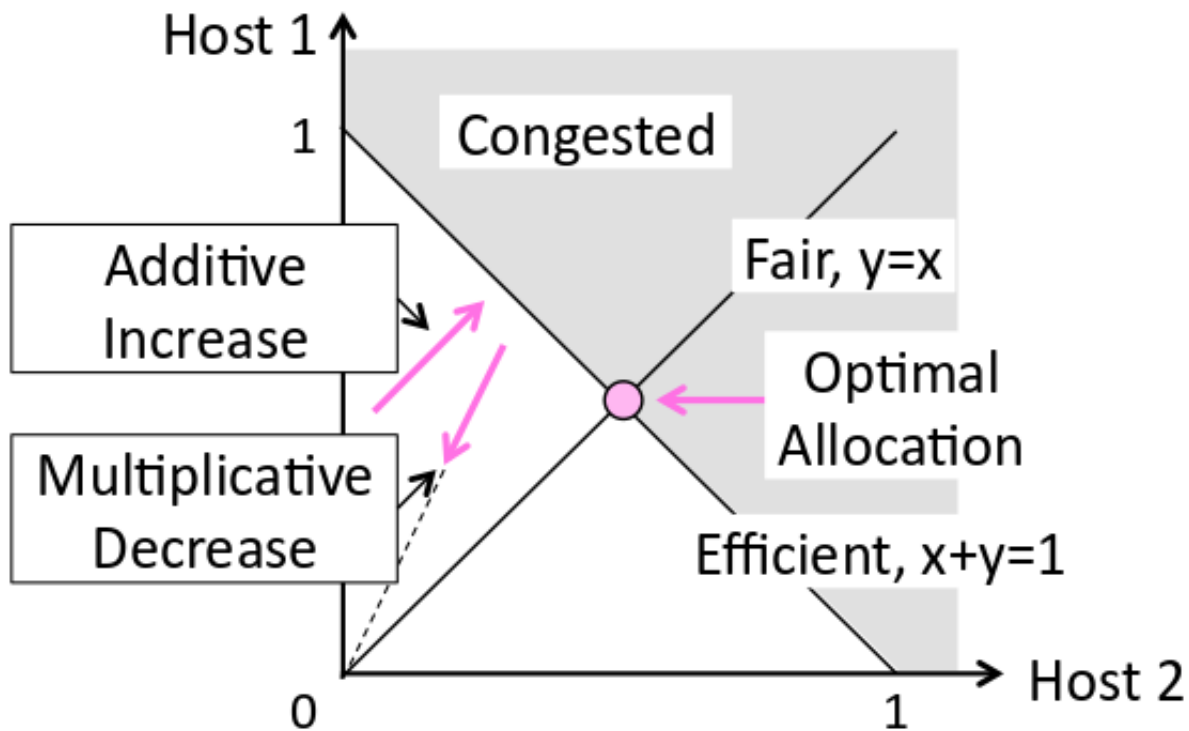 Host 1
1
Congested
Additive
Increase
Fair, y=x
Optimal
Allocation
Multiplicative
Decrease
Efficient, x+y=1
0
1
Host 2